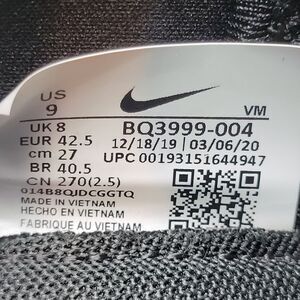 US
9
VM
UK 8
BQ3999-004
EUR 42.5
12/18/19 | 03/06/20
cm 27
UPC 00193151644947
BR 40.5
CN 270(2.5)
014B8QJDCGGTQ
MADE IN VIETNAM
HECHO EN VIETNAM
FABRIQUE AU VIETNAM